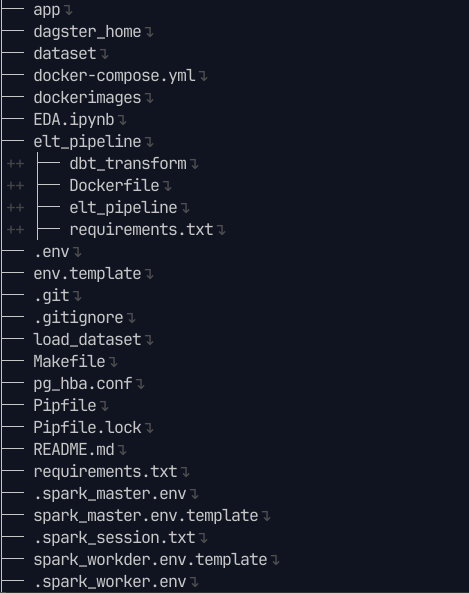 ├── app↴
├── dagster_home↴
├── dataset↴
├── docker-compose.yml↴
├── dockerimages↴
├── EDA.ipynb↴
├── elt_pipeline↴
++ ├── dbt_transform↴
++ ├── Dockerfile↴
++ ├── elt_pipeline↴
++ ├── requirements.txt↴
├── .env↴
├── env.template↴
├── .git↴
├── .gitignore↴
├── load_dataset↴
├── Makefile↴
├── pg_hba.conf↴
├── Pipfile↴
├── Pipfile.lock↴
├── README.md↴
├── requirements.txt↴
├── .spark_master.env↴
├── spark_master.env.template↴
├── .spark_session.txt↴
├── spark_workder.env.template↴
├── .spark_worker.env↴